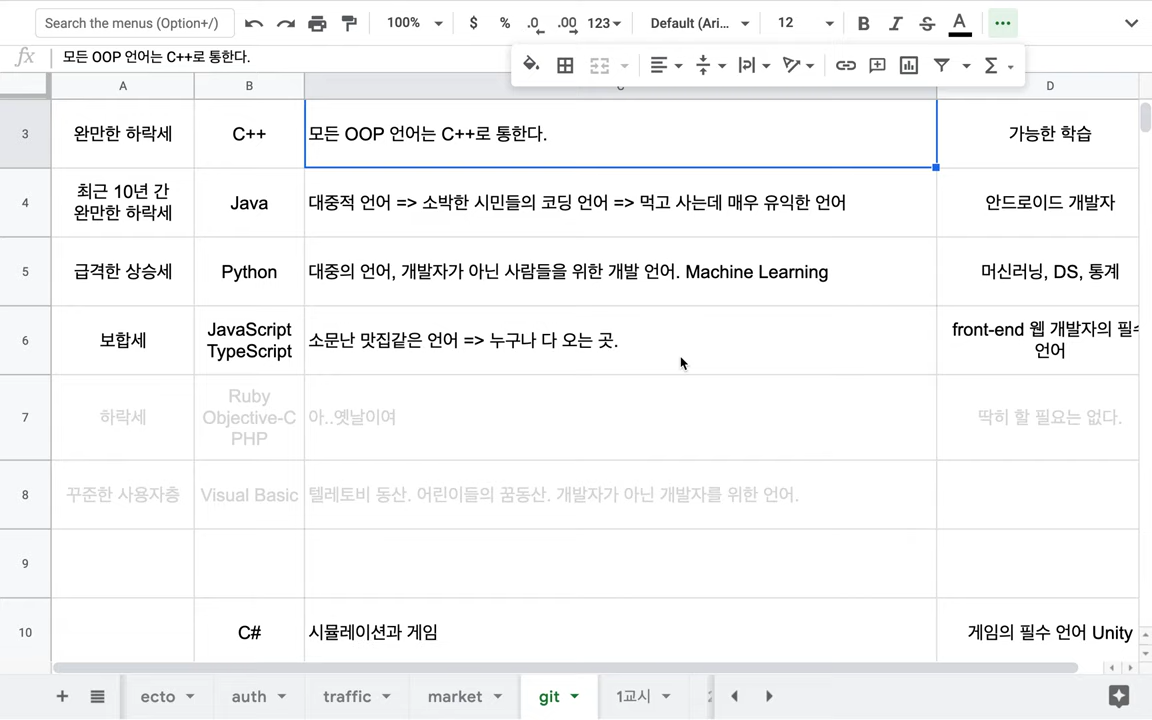 Search the menus (Option+/)
100%
$
%
.0
.00
123
Default (Ari...
12
B
I
S
A
fx
모든 OOP 언어는 C++로 통한다.
A
B
D
3
완만한 하락세
C++
모든 OOP 언어는 C++로 통한다.
가능한 학습
4
최근 10년 간
완만한 하락세
Java
대중적 언어 => 소박한 시민들의 코딩 언어 => 먹고 사는데 매우 유익한 언어
안드로이드 개발자
5
급격한 상승세
Python
대중의 언어, 개발자가 아닌 사람들을 위한 개발 언어. Machine Learning
머신러닝, DS, 통계
6
보합세
JavaScript
TypeScript
소문난 맛집같은 언어 => 누구나 다 오는 곳.
front-end 웹 개발자의 필수
언어
7
하락세
Ruby
Objective-C
PHP
아..옛날이여
딱히 할 필요는 없다.
8
꾸준한 사용자층
Visual Basic
텔레토비 동산. 어린이들의 꿈동산. 개발자가 아닌 개발자를 위한 언어.
9
10
C#
시뮬레이션과 게임
게임의 필수 언어 Unity
ecto
auth
traffic
market
git
1교시